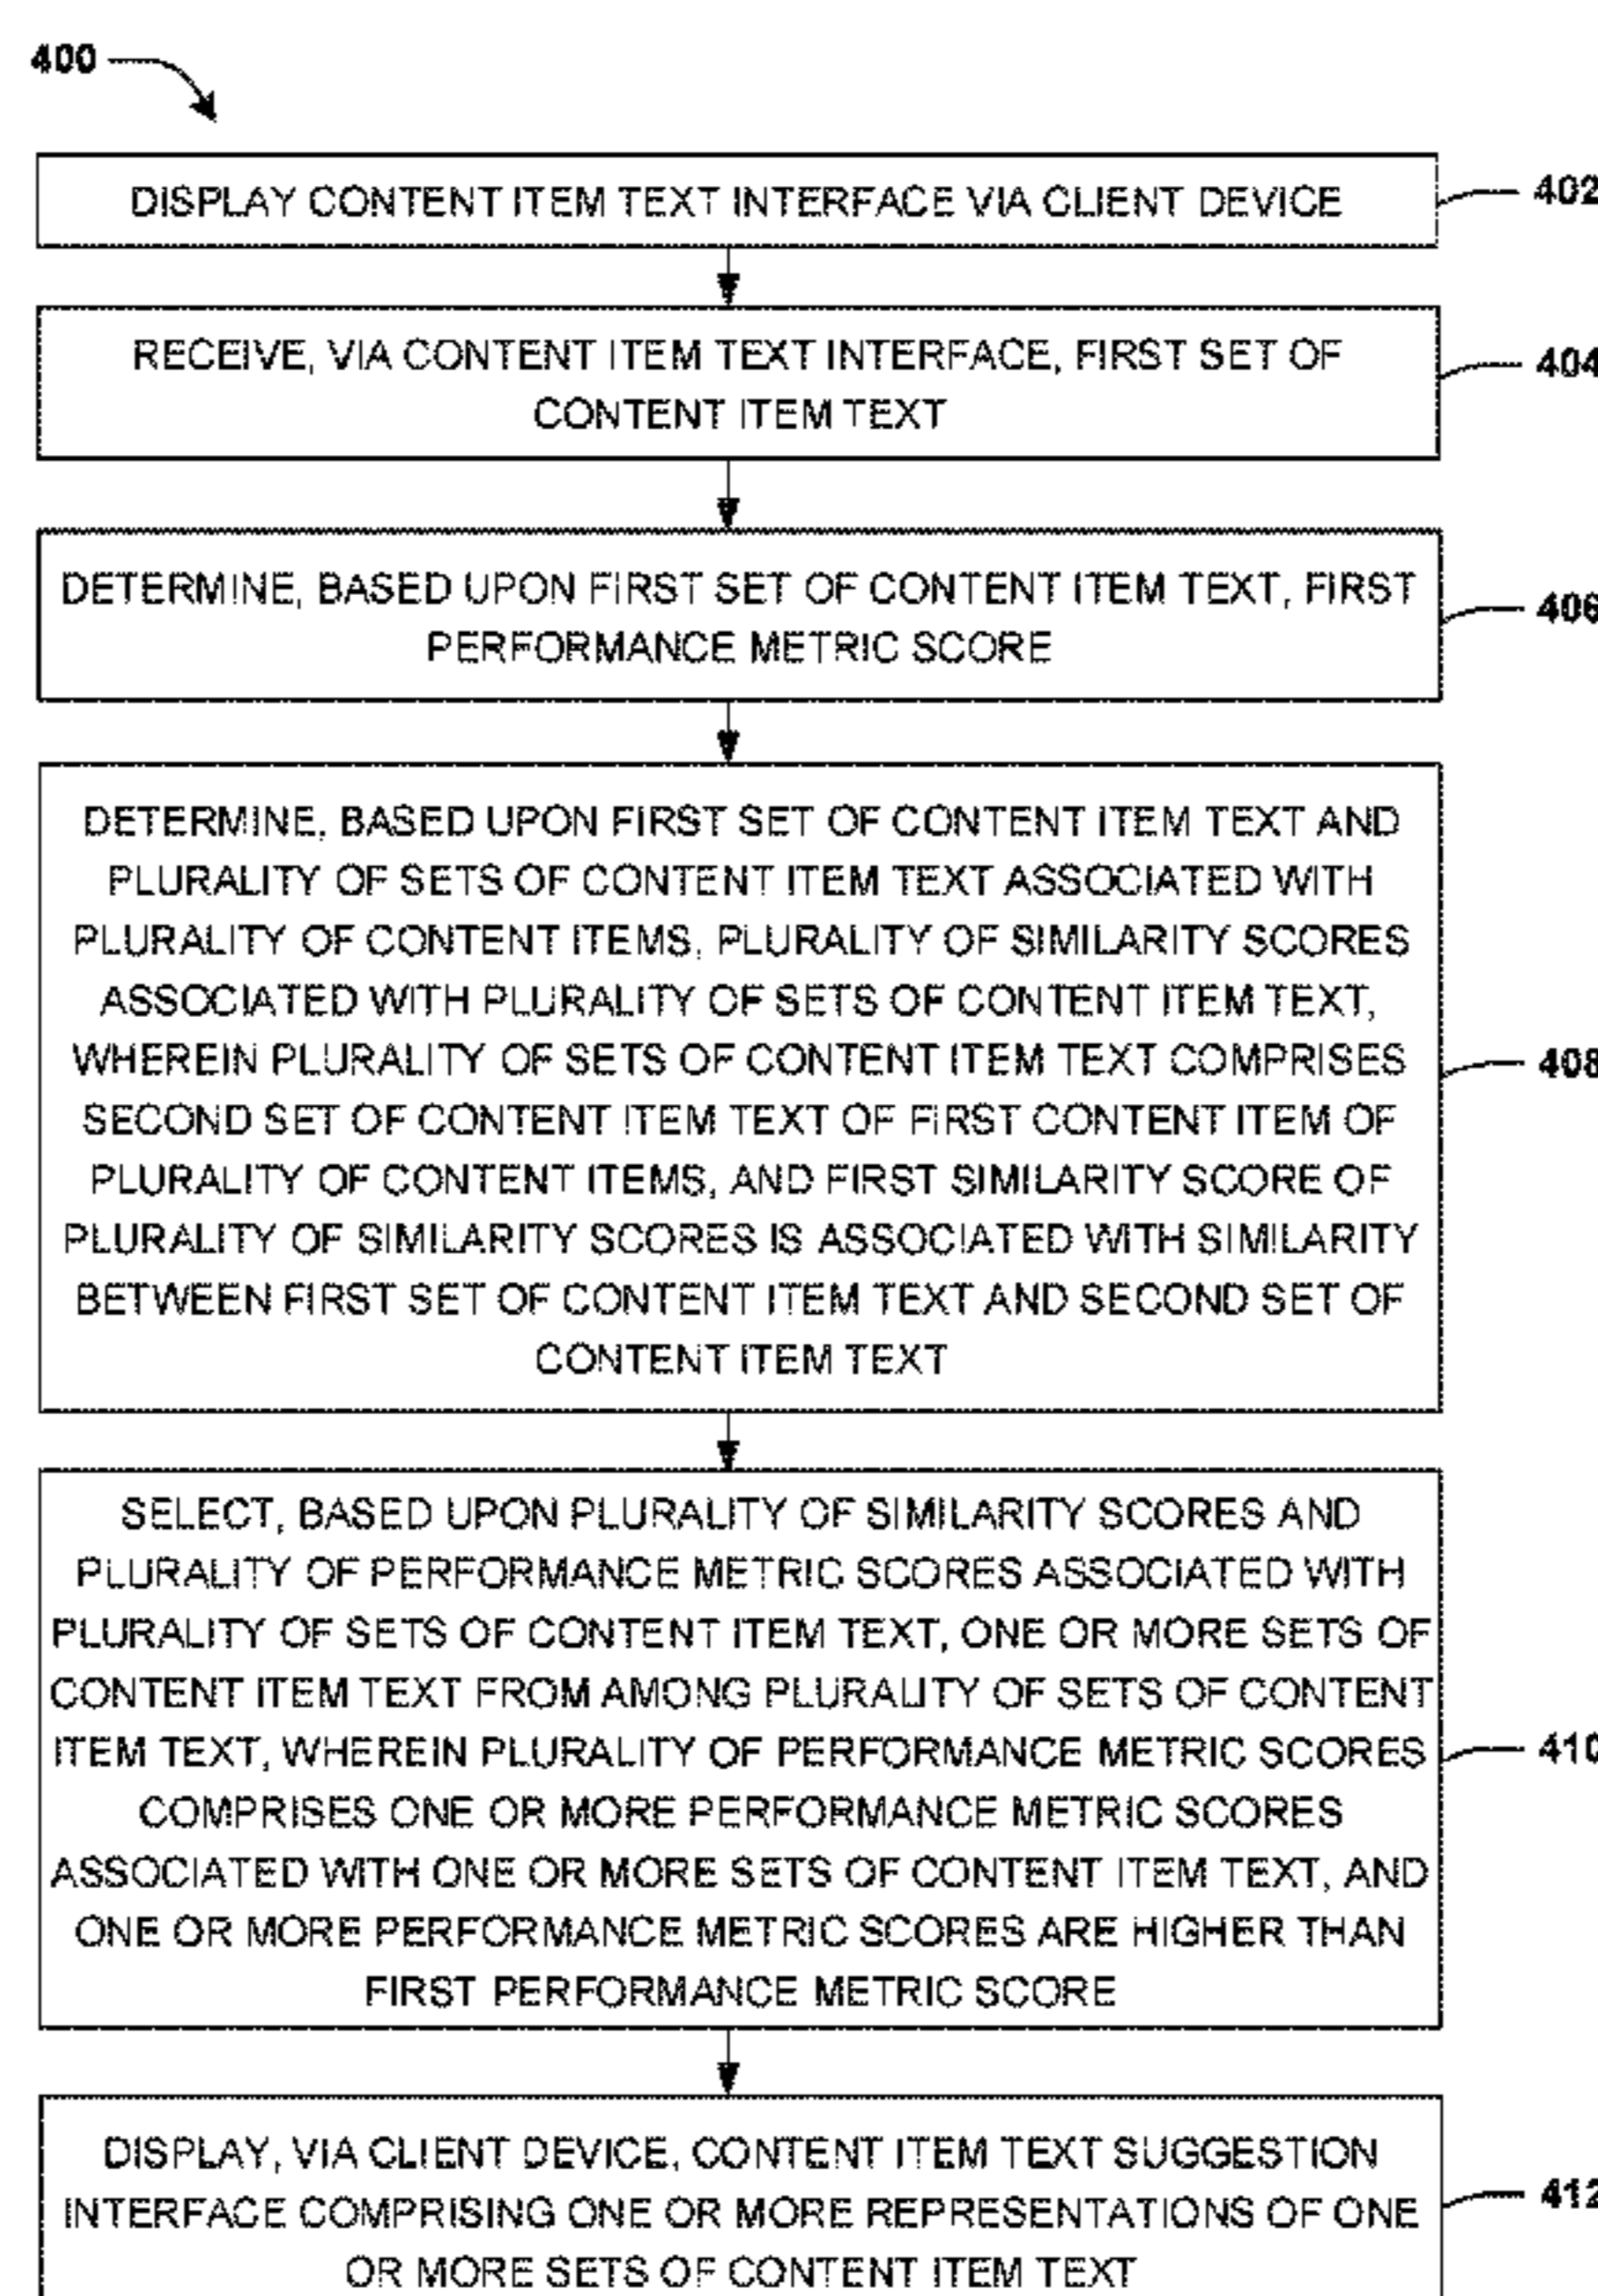 400
DISPLAY CONTENT ITEM TEXT INTERFACE VIA CLIENT DEVICE
402
RECEIVE, VIA CONTENT ITEM TEXT INTERFACE, FIRST SET OF
CONTENT ITEM TEXT
404
DETERMINE, BASED UPON FIRST SET OF CONTENT ITEM TEXT, FIRST
PERFORMANCE METRIC SCORE
406
DETERMINE, BASED UPON FIRST SET OF CONTENT ITEM TEXT AND
PLURALITY OF SETS OF CONTENT ITEM TEXT ASSOCIATED WITH
PLURALITY OF CONTENT ITEMS, PLURALITY OF SIMILARITY SCORES
ASSOCIATED WITH PLURALITY OF SETS OF CONTENT ITEM TEXT,
WHEREIN PLURALITY OF SETS OF CONTENT ITEM TEXT COMPRISES
SECOND SET OF CONTENT ITEM TEXT OF FIRST CONTENT ITEM OF
PLURALITY OF CONTENT ITEMS, AND FIRST SIMILARITY SCORE OF
PLURALITY OF SIMILARITY SCORES IS ASSOCIATED WITH SIMILARITY
BETWEEN FIRST SET OF CONTENT ITEM TEXT AND SECOND SET OF
CONTENT ITEM TEXT
408
SELECT, BASED UPON PLURALITY OF SIMILARITY SCORES AND
PLURALITY OF PERFORMANCE METRIC SCORES ASSOCIATED WITH
PLURALITY OF SETS OF CONTENT ITEM TEXT, ONE OR MORE SETS OF
CONTENT ITEM TEXT FROM AMONG PLURALITY OF SETS OF CONTENT
ITEM TEXT, WHEREIN PLURALITY OF PERFORMANCE METRIC SCORES
COMPRISES ONE OR MORE PERFORMANCE METRIC SCORES
ASSOCIATED WITH ONE OR MORE SETS OF CONTENT ITEM TEXT, AND
ONE OR MORE PERFORMANCE METRIC SCORES ARE HIGHER THAN
FIRST PERFORMANCE METRIC SCORE
410
DISPLAY, VIA CLIENT DEVICE, CONTENT ITEM TEXT SUGGESTION
INTERFACE COMPRISING ONE OR MORE REPRESENTATIONS OF ONE
OR MORE SETS OF CONTENT ITEM TEXT
412